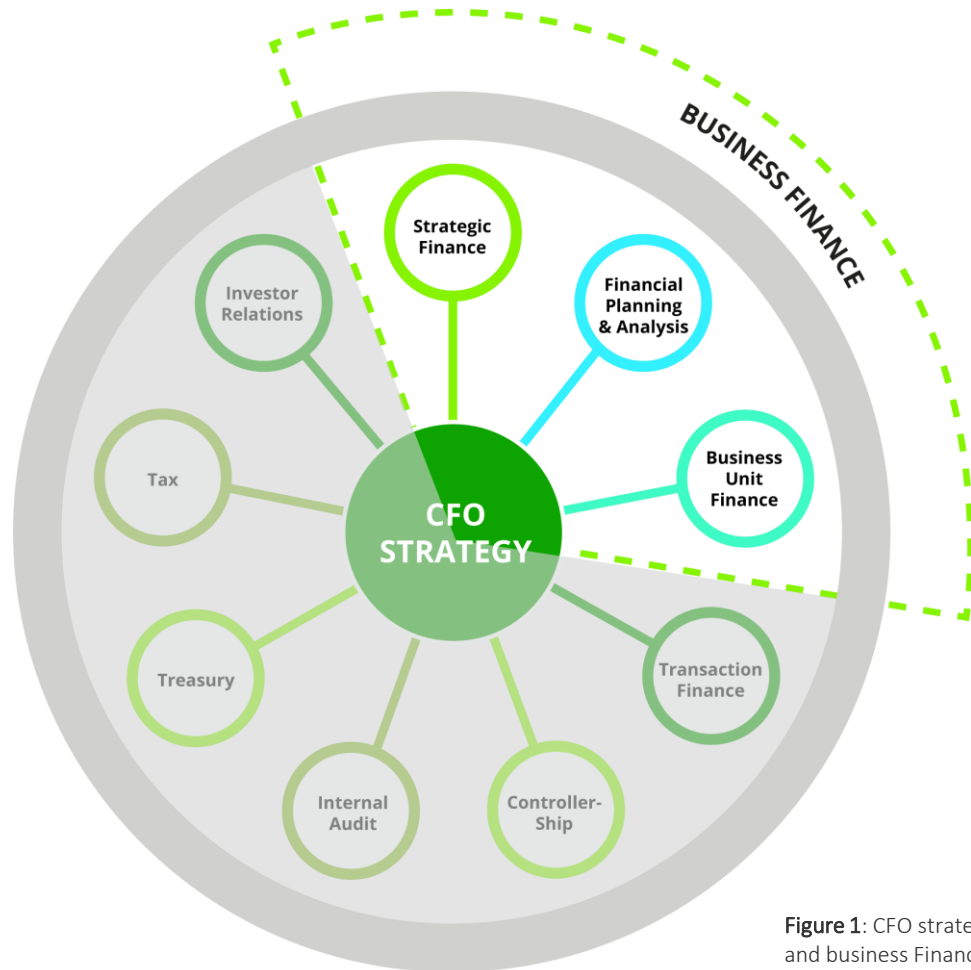 BUSINESS FINANCE
Strategic
Finance
Financial
Planning
& Analysis
Business
Unit
Finance
Transaction
Finance
Controller-
Ship
Internal
Audit
Treasury
Tax
Investor
Relations
CFO
STRATEGY
Figure 1: CFO strate
and business Financ